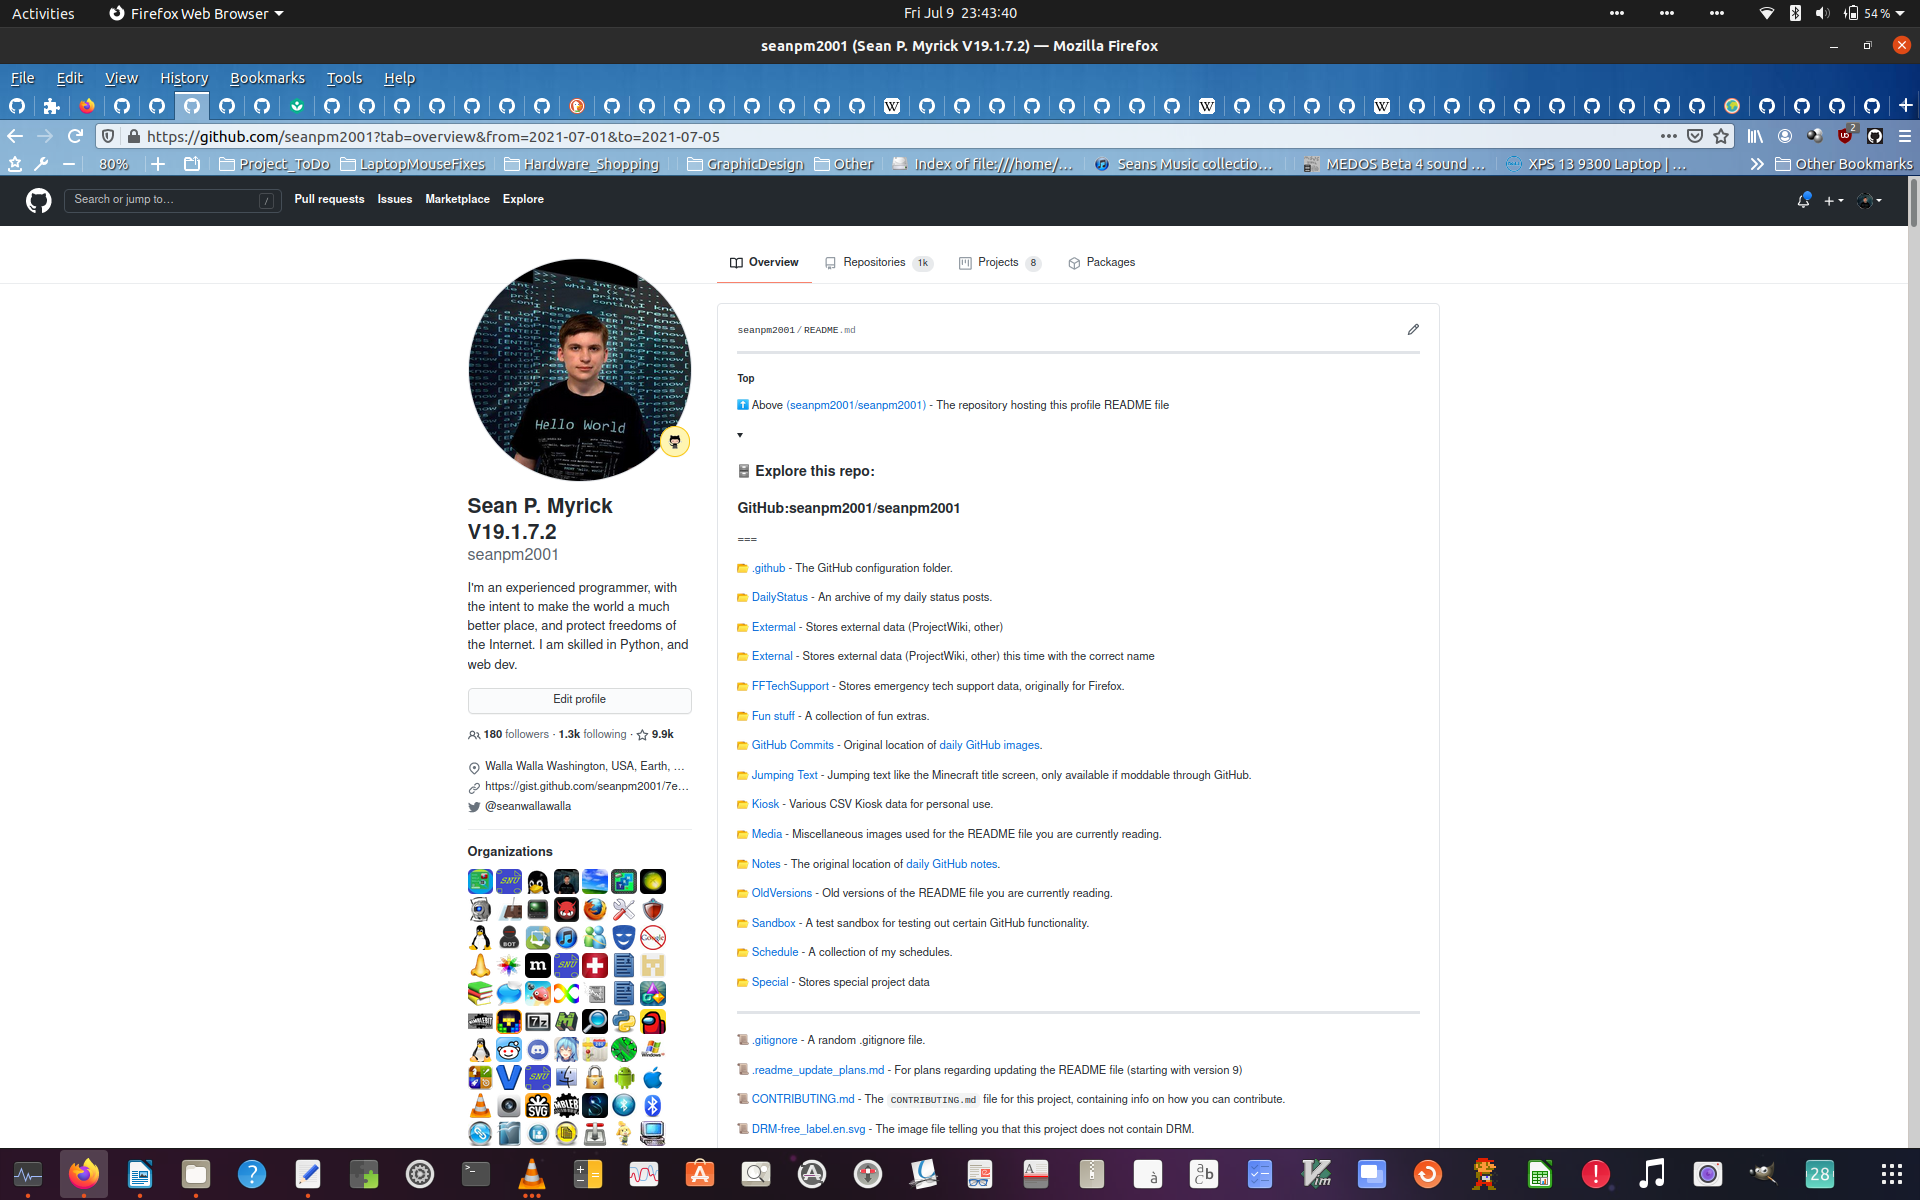 Activities
Firefox Web Browser
Fri Jul 9 23:43:40
54 %
seanpm2001 (Sean P. Myrick V19.1.7.2) — Mozilla Firefox
File Edit View History Bookmarks Tools Help
https://github.com/seanpm2001?tab=overview&from=2021-07-01&to=2021-07-05
2
80%
Project_ToDo
LaptopMouseFixes
Hardware_Shopping
GraphicDesign
Other
Index of file:///home/…
Seans Music collectio…
MEDOS Beta 4 sound …
XPS 13 9300 Laptop | …
Other Bookmarks
Search or jump to…
/
Pull requests
Issues
Marketplace
Explore
Overview
Repositories 1k
Projects 8
Packages
Hello World
Sean P. Myrick
V19.1.7.2
seanpm2001
I'm an experienced programmer, with
the intent to make the world a much
better place, and protect freedoms of
the Internet. I am skilled in Python, and
web dev.
Edit profile
180 followers · 1.3k following · 9.9k
Walla Walla Washington, USA, Earth, …
https://gist.github.com/seanpm2001/7e…
@seanwallawalla
Organizations
seanpm2001/README.md
Top
Above (seanpm2001/seanpm2001) - The repository hosting this profile README file
Explore this repo:
GitHub:seanpm2001/seanpm2001
===
.github - The GitHub configuration folder.
DailyStatus - An archive of my daily status posts.
Extermal - Stores external data (ProjectWiki, other)
External - Stores external data (ProjectWiki, other) this time with the correct name
FFTechSupport - Stores emergency tech support data, originally for Firefox.
Fun stuff - A collection of fun extras.
GitHub Commits - Original location of daily GitHub images.
Jumping Text - Jumping text like the Minecraft title screen, only available if moddable through GitHub.
Kiosk - Various CSV Kiosk data for personal use.
Media - Miscellaneous images used for the README file you are currently reading.
Notes - The original location of daily GitHub notes.
OldVersions - Old versions of the README file you are currently reading.
Sandbox - A test sandbox for testing out certain GitHub functionality.
Schedule - A collection of my schedules.
Special - Stores special project data
.gitignore - A random .gitignore file.
.readme_update_plans.md - For plans regarding updating the README file (starting with version 9)
CONTRIBUTING.md - The CONTRIBUTING.md file for this project, containing info on how you can contribute.
DRM-free_label.en.svg - The image file telling you that this project does not contain DRM.
28